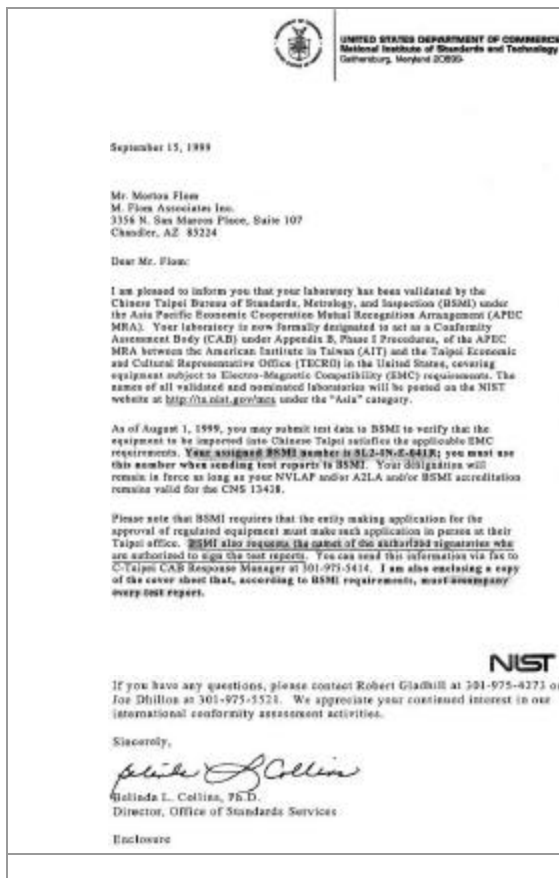 UNITED STATES DEPARTMENT OF COMMERCE
National Institute of Standards and Technology
Gaithersburg, Maryland 20899-
September 15, 1999
Mr. Morton Flom
M. Flom Associates Inc.
3356 N. San Marcos Place, Suite 107
Chandler, AZ 85224
Dear Mr. Flom:
I am pleased to inform you that your laboratory has been validated by the
Chinese Taipei Bureau of Standards, Metrology, and Inspection (BSMI) under
the Asia Pacific Economic Cooperation Mutual Recognition Arrangement (APEC
MRA). Your laboratory is now formally designated to act as a Conformity
Assessment Body (CAB) under Appendix B, Phase I Procedures, of the APEC
MRA between the American Institute in Taiwan (AIT) and the Taipei Economic
and Cultural Representative Office (TECRO) in the United States, covering
equipment subject to Electro-Magnetic Compatibility (EMC) requirements. The
names of all validated and nominated laboratories will be posted on the NIST
website at http://ts.nist.gov/mra under the "Asia" category.
As of August 1, 1999, you may submit test data to BSMI to verify that the
equipment to be imported into Chinese Taipei satisfies the applicable EMC
requirements. Your assigned BSMI number is SL2-IN-E-041R; you must use
this number when sending test reports to BSMI. Your designation will
remain in force as long as your NVLAP and/or A2LA and/or BSMI accreditation
remains valid for the CNS 13438.
Please note that BSMI requires that the entity making application for the
approval of regulated equipment must make such application in person at their
Taipei office. BSMI also requests the names of the authorized signatories who
are authorized to sign the test reports. You can send this information via fax to
C-Taipei CAB Response Manager at 301-975-5414. I am also enclosing a copy
of the cover sheet that, according to BSMI requirements, must accompany
every test report.
NIST
If you have any questions, please contact Robert Gladhill at 301-975-4273 or
Joe Dhillon at 301-975-5521. We appreciate your continued interest in our
international conformity assessment activities.
Sincerely,
Belinda L. Collins
Belinda L. Collins, Ph.D.
Director, Office of Standards Services
Enclosure